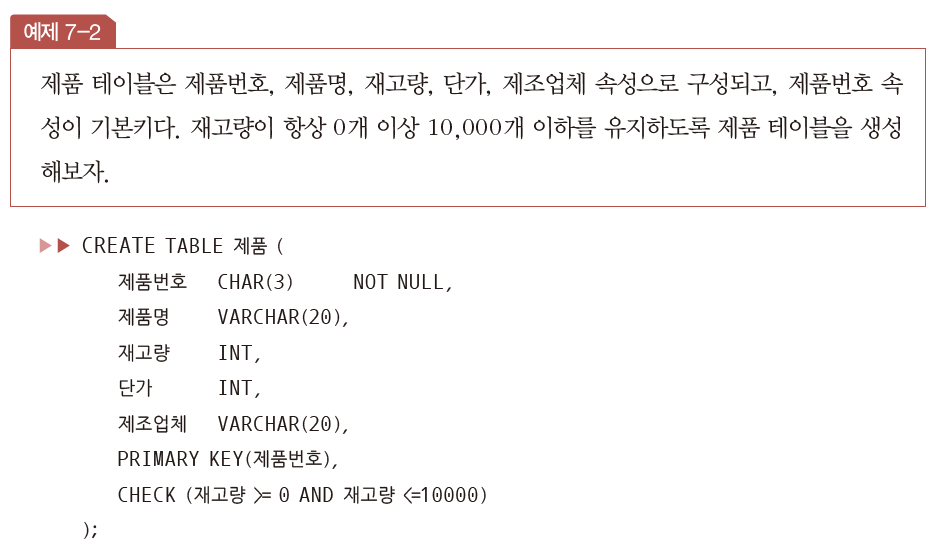 예제 7-2
제품 테이블은 제품번호, 제품명, 재고량, 단가, 제조업체 속성으로 구성되고, 제품번호 속
성이 기본키다. 재고량이 항상 0개 이상 10,000개 이하를 유지하도록 제품 테이블을 생성
해보자.
▶▶ CREATE TABLE 제품 (
제품번호 CHAR(3) NOT NULL,
제품명 VARCHAR(20),
재고량 INT,
단가 INT,
제조업체 VARCHAR(20),
PRIMARY KEY(제품번호),
CHECK (재고량 >= 0 AND 재고량 <=10000)
);